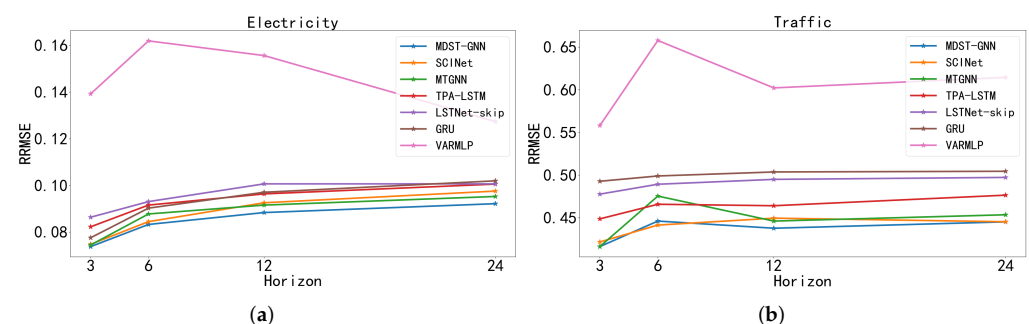 Electricity
0.16
0.14
0.12
0.10
0.08
RRMSE
MDST-GNN
SCINet
MTGNN
TPA-LSTM
LSTNet-skip
GRU
VARMLP
3 6 12 24
Horizon
(a)
Traffic
0.65
0.60
0.55
0.50
0.45
RRMSE
MDST-GNN
SCINet
MTGNN
TPA-LSTM
LSTNet-skip
GRU
VARMLP
3 6 12 24
Horizon
(b)